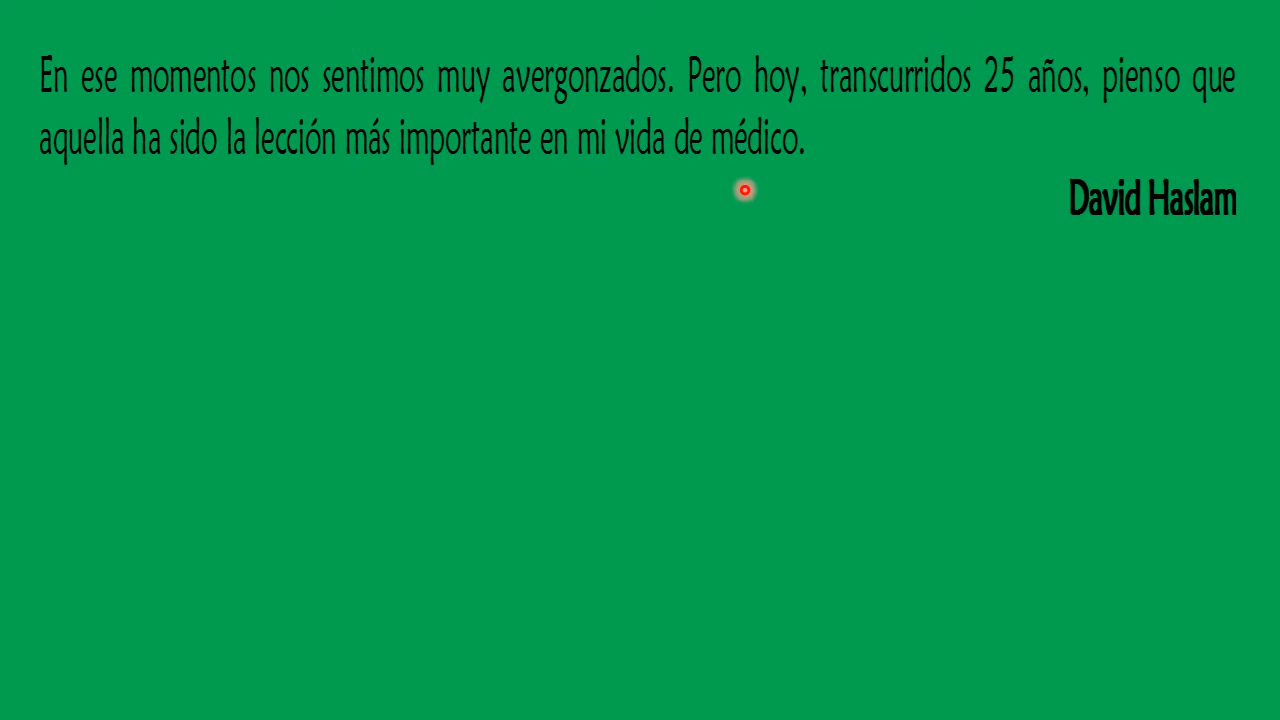 En ese momentos nos sentimos muy avergonzados. Pero hoy, transcurridos 25 años, pienso que
aquella ha sido la lección más importante en mi vida de médico.
David Haslam